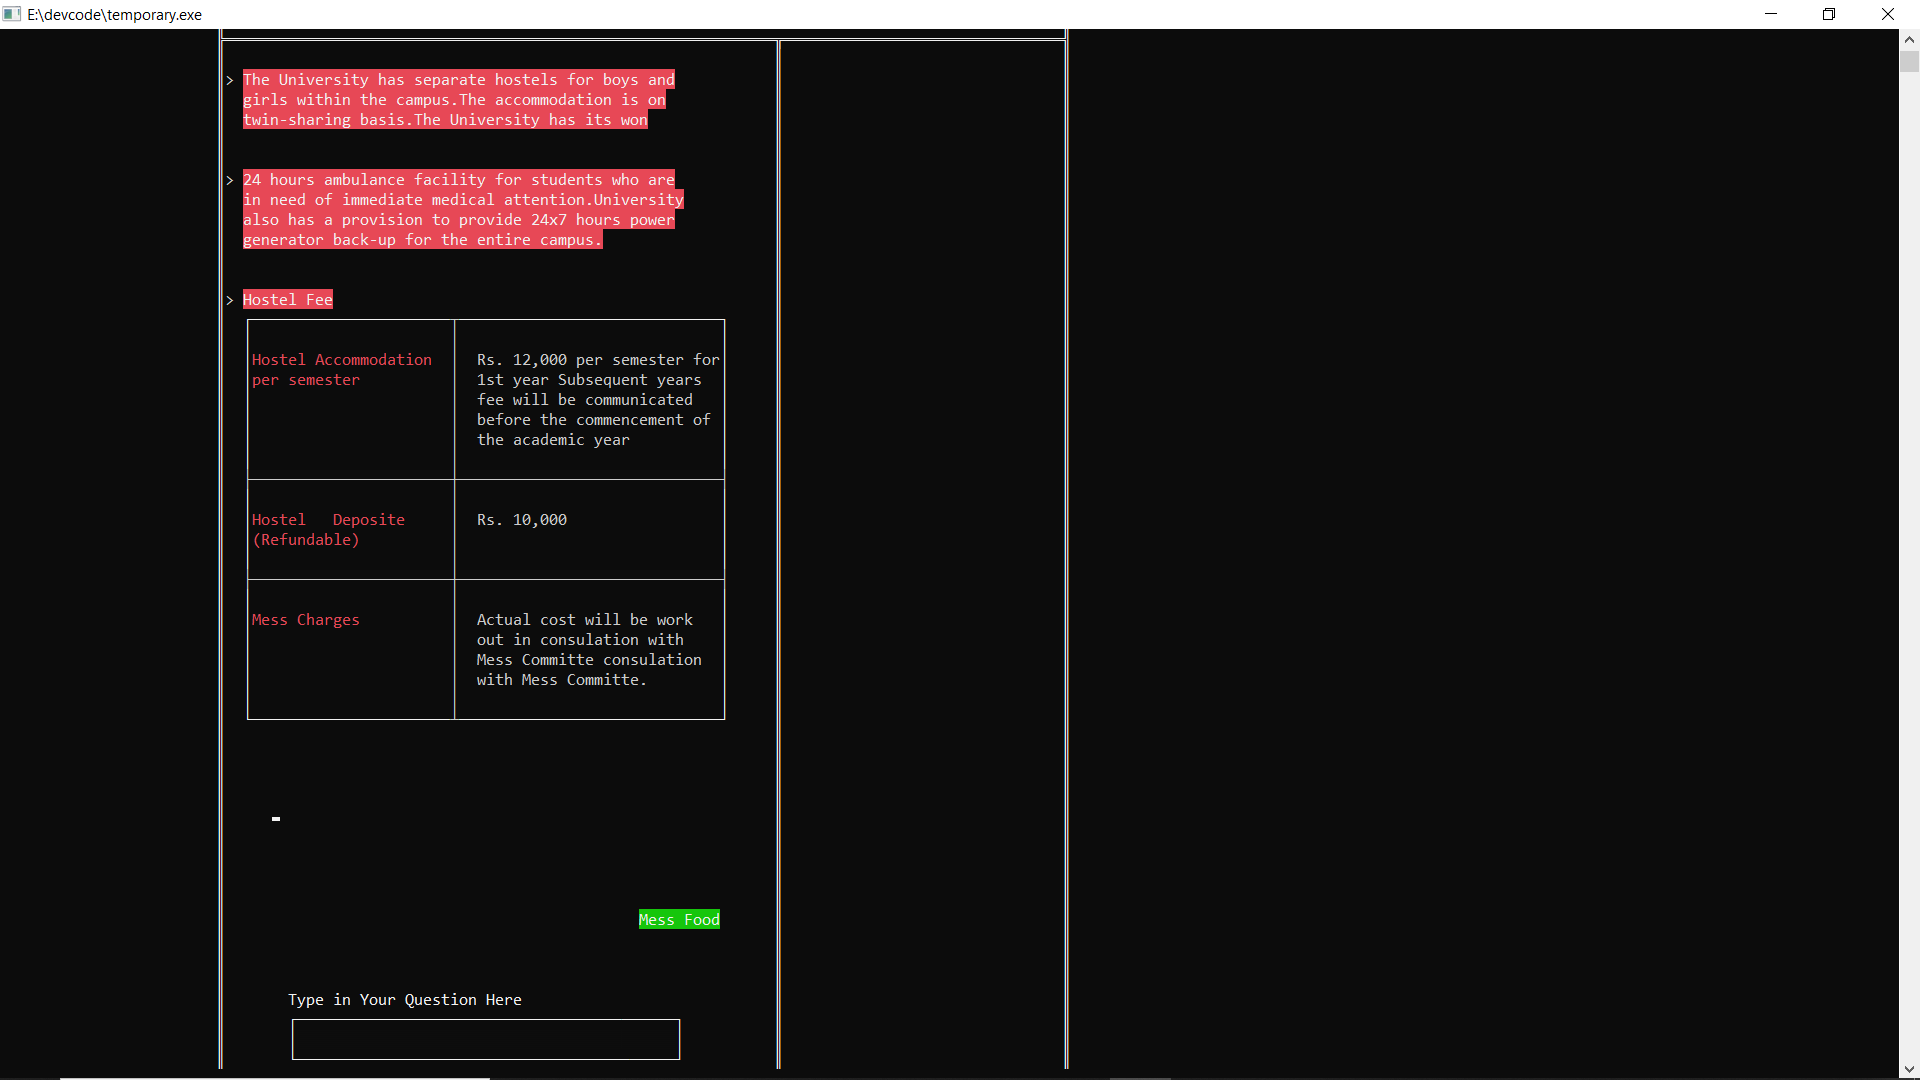 E:\devcode\temporary.exe
> The University has separate hostels for boys and
girls within the campus.The accommodation is on
twin-sharing basis.The University has its won
> 24 hours ambulance facility for students who are
in need of immediate medical attention.University
also has a provision to provide 24x7 hours power
generator back-up for the entire campus.
> Hostel Fee
Hostel Accommodation
per semester
Rs. 12,000 per semester for
1st year Subsequent years
fee will be communicated
before the commencement of
the academic year
Hostel   Deposite
(Refundable)
Rs. 10,000
Mess Charges
Actual cost will be work
out in consulation with
Mess Committe consulation
with Mess Committe.
Mess Food
Type in Your Question Here